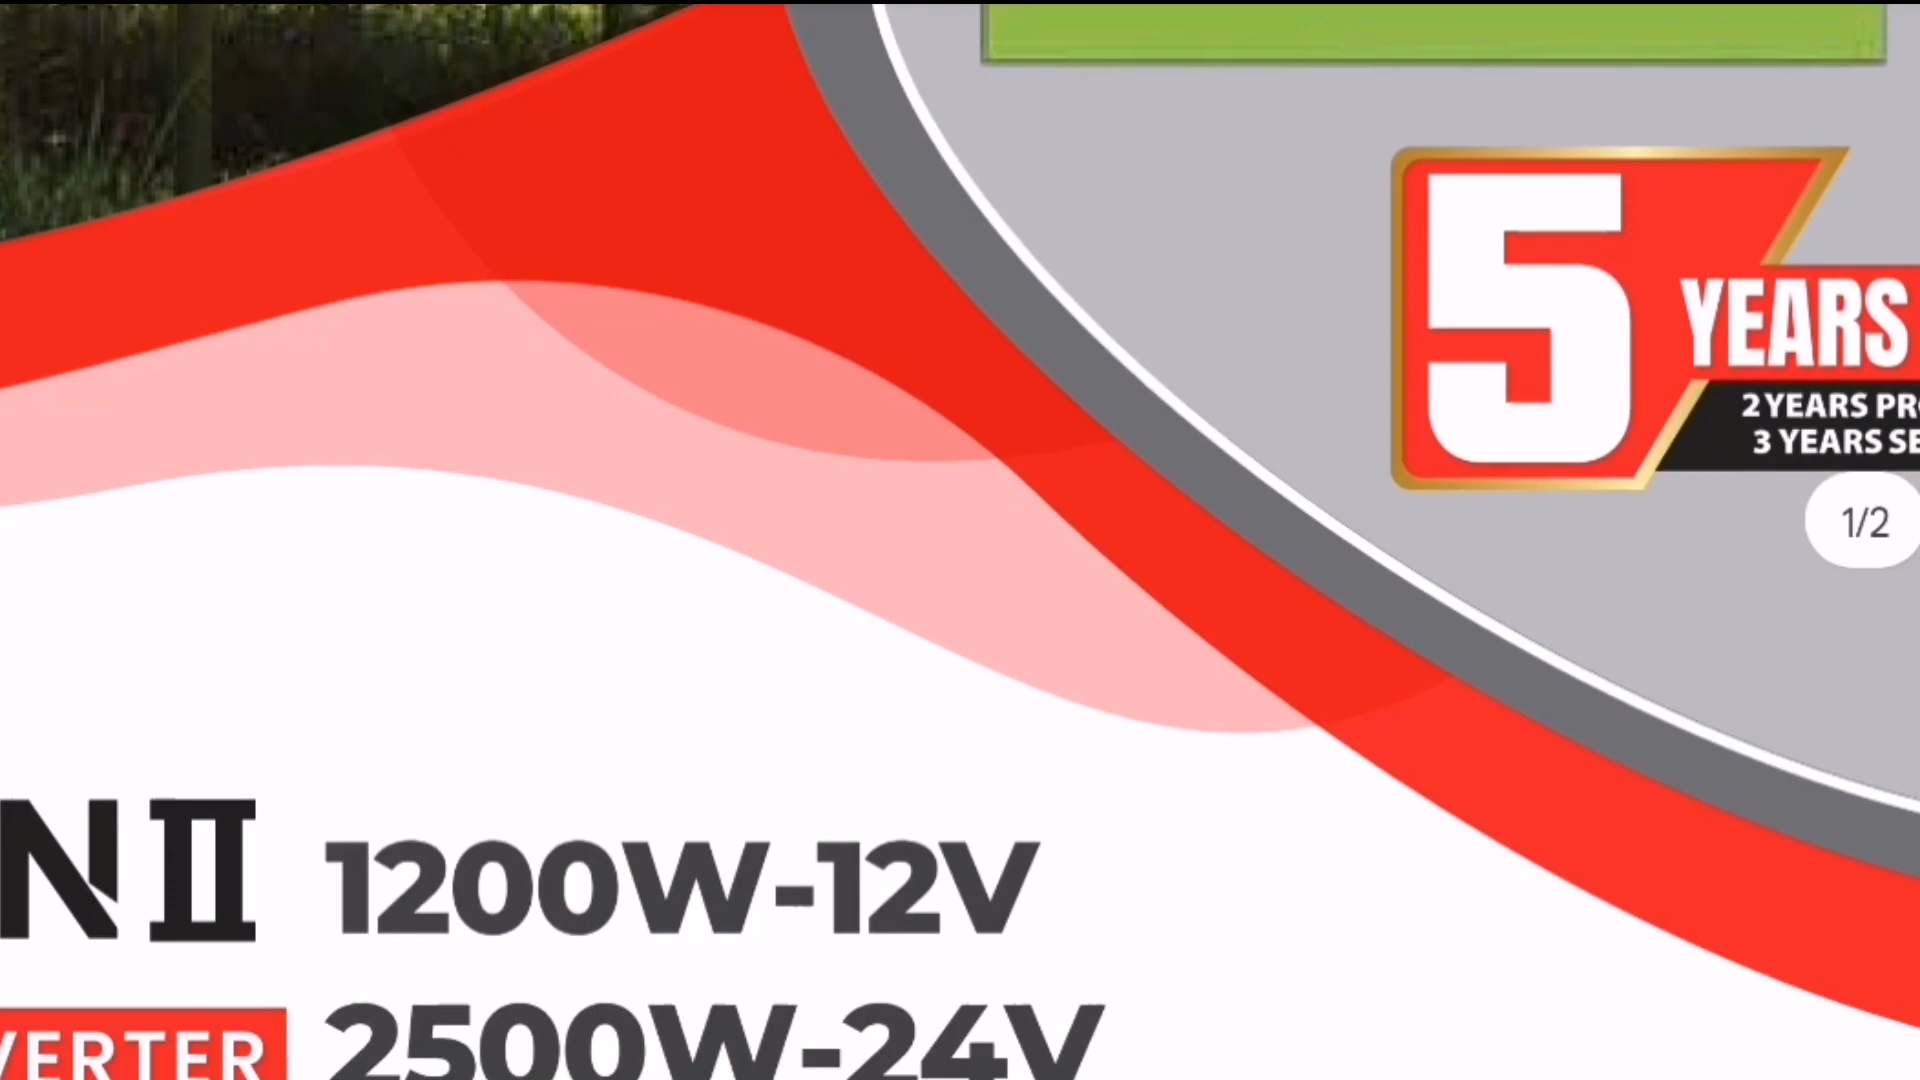 5
YEARS
2 YEARS
3 YEARS
1/2
II
1200W-12V
2500W-24V